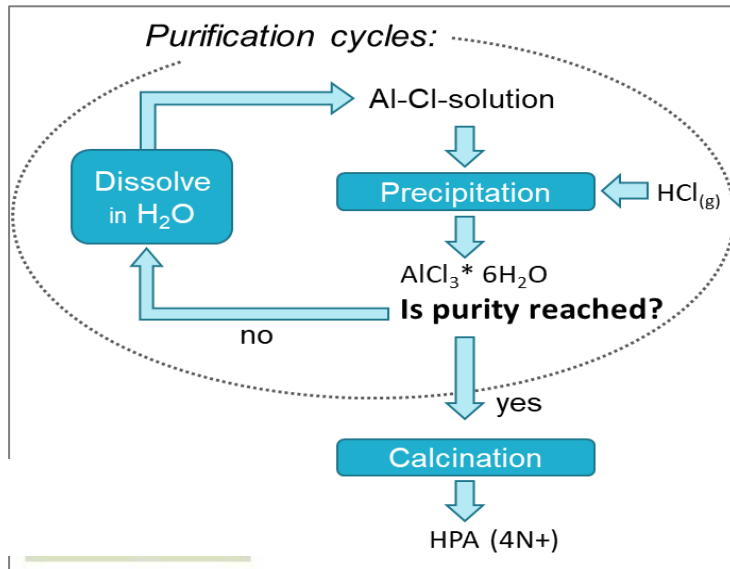 Purification cycles:
Al-Cl-solution
Dissolve
in H₂O
Precipitation
HCl₍g₎
AlCl₃* 6H₂O
Is purity reached?
no
yes
Calcination
HPA (4N+)